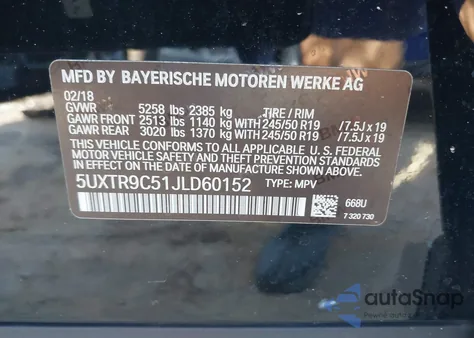 MFD BY BAYERISCHE MOTOREN WERKE AG
02/18
GVWR 5258 lbs 2385 kg TIRE / RIM
GAWR FRONT 2513 lbs 1140 kg WITH 245/50 R19 /7.5J x 19
GAWR REAR 3020 lbs 1370 kg WITH 245/50 R19 /7.5J x 19
THIS VEHICLE CONFORMS TO ALL APPLICABLE U.S. FEDERAL
MOTOR VEHICLE SAFETY STANDARDS IN EFFECT ON THE
DATE OF MANUFACTURE SHOWN ABOVE.
5UXTR9C51JLD60152 TYPE: MPV
668U
7 320 730
autoSnap